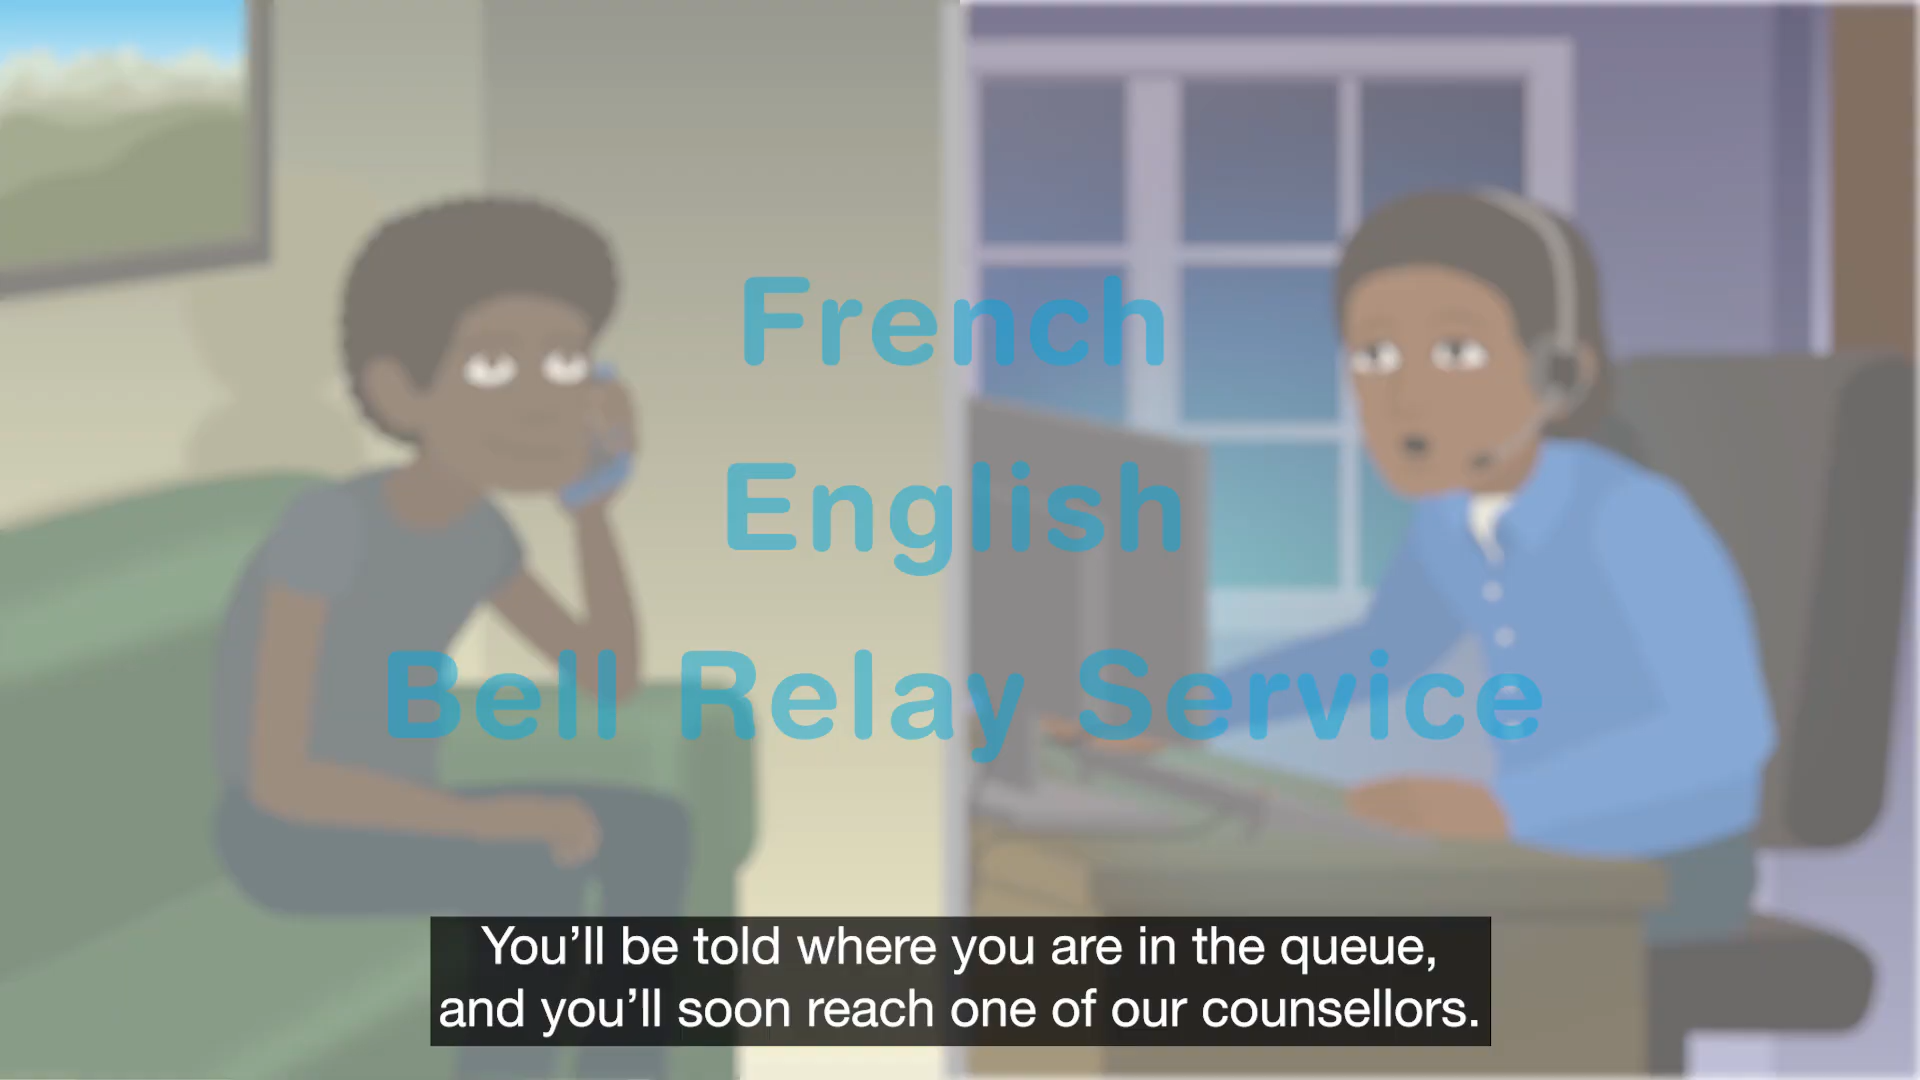 French
English
Bell Relay Service
You’ll be told where you are in the queue,
and you’ll soon reach one of our counsellors.